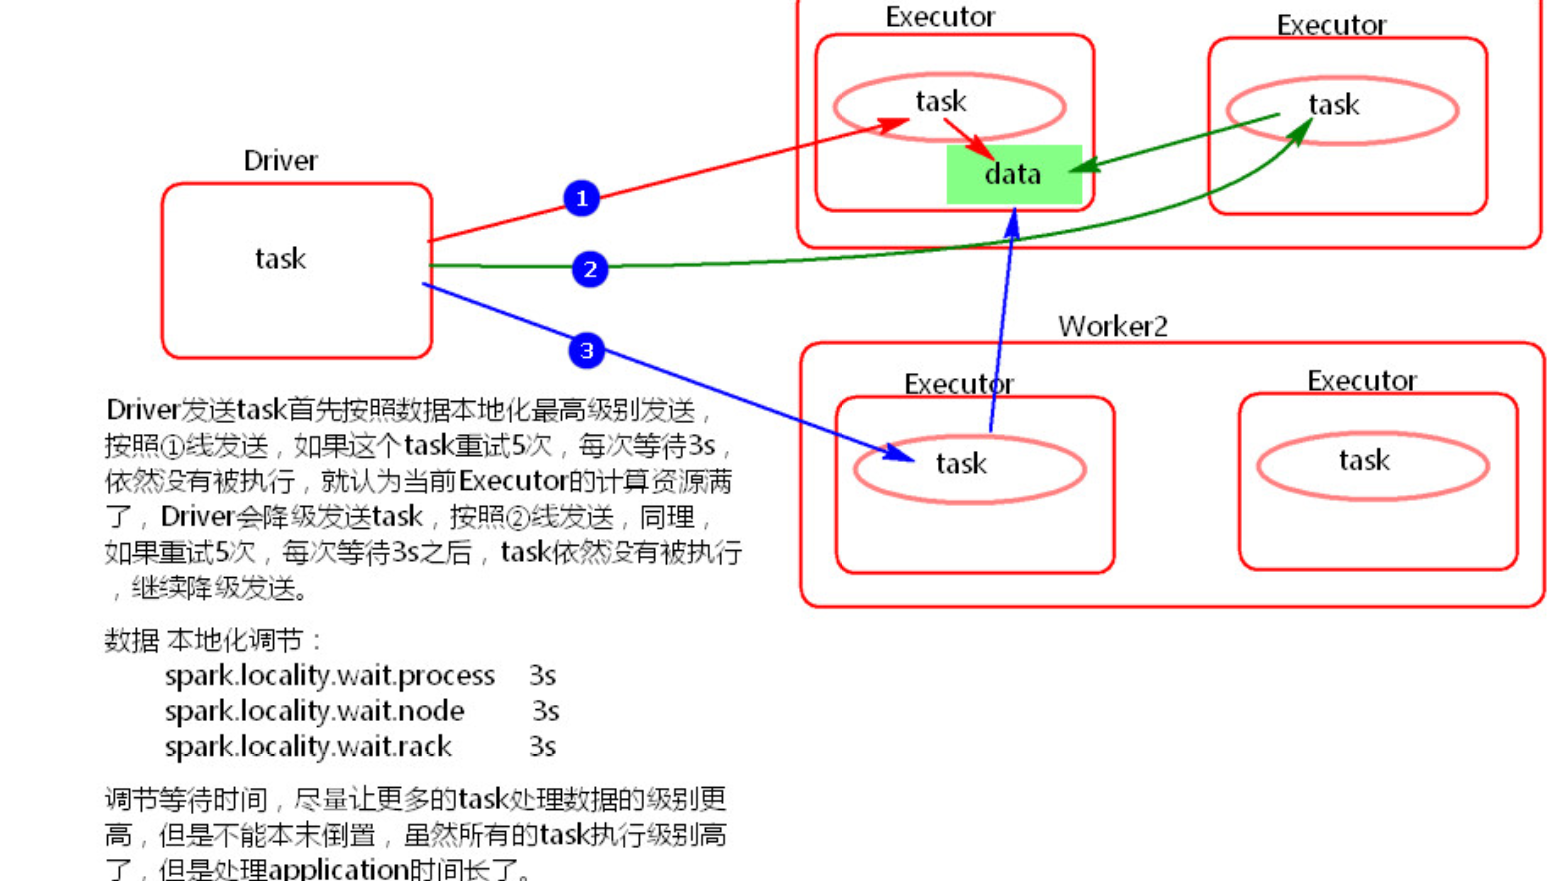 Executor
Executor
task
task
data
Driver
task
1
2
3
Worker2
Executor
Executor
task
task
Driver发送task首先按照数据本地化最高级别发送，
按照①线发送，如果这个task重试5次，每次等待3s，
依然没有被执行，就认为当前Executor的计算资源两
了，Driver会降级发送task，按照②线发送，同理，
如果重试5次，每次等待3s之后，task依然没有被执行
，继续降级发送。
数据 本地化调节：
spark.locality.wait.process 3s
spark.locality.wait.node 3s
spark.locality.wait.rack 3s
调节等待时间，尽量让更多的task处理数据的级别更
高，但是不能本末倒置，虽然所有的task执行级别高
了，但是处理application时间长了。